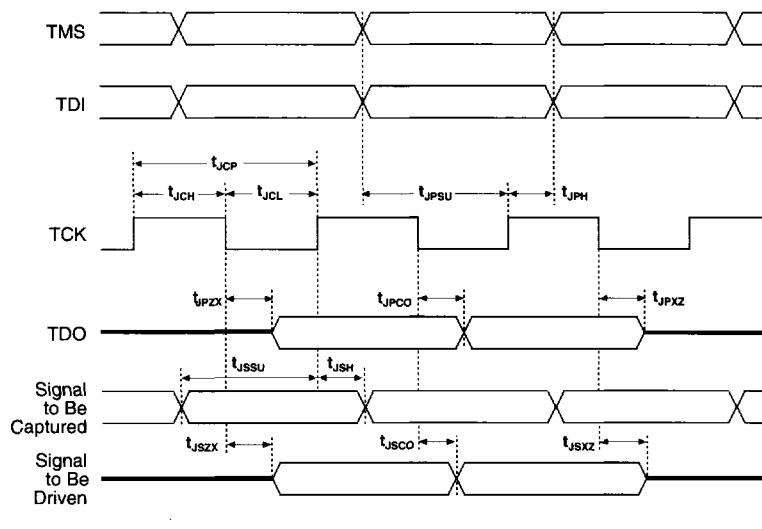 TMS
TDI
tJCP
tJCH
tJCL
tJPSU
tJPH
TCK
tJPZX
tJPCO
tJPXZ
TDO
tJSSU
tJSH
Signal
to Be
Captured
tJSZX
tJSCO
tJSXZ
Signal
to Be
Driven